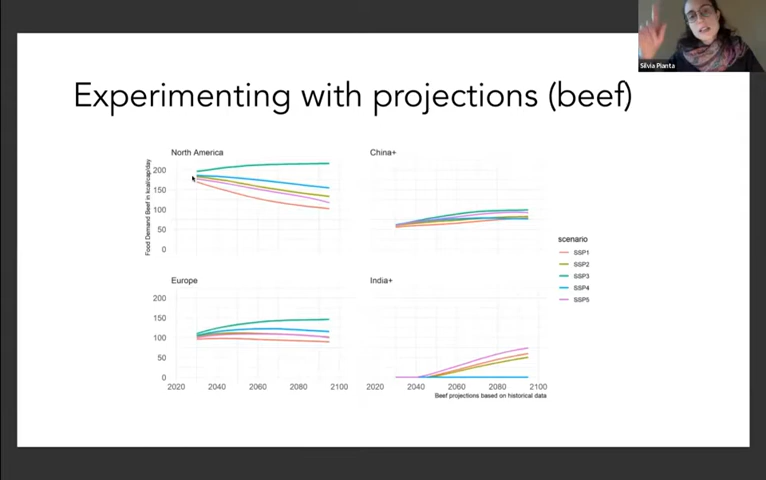 Silvia Pianta
Experimenting with projections (beef)
North America
China+
Food Demand Beef in kcal/cap/day
200
150
100
50
0
scenario
SSP1
SSP2
SSP3
SSP4
SSP5
Europe
India+
200
150
100
50
0
2020 2040 2060 2080 2100
2020 2040 2060 2080 2100
Beef projections based on historical data